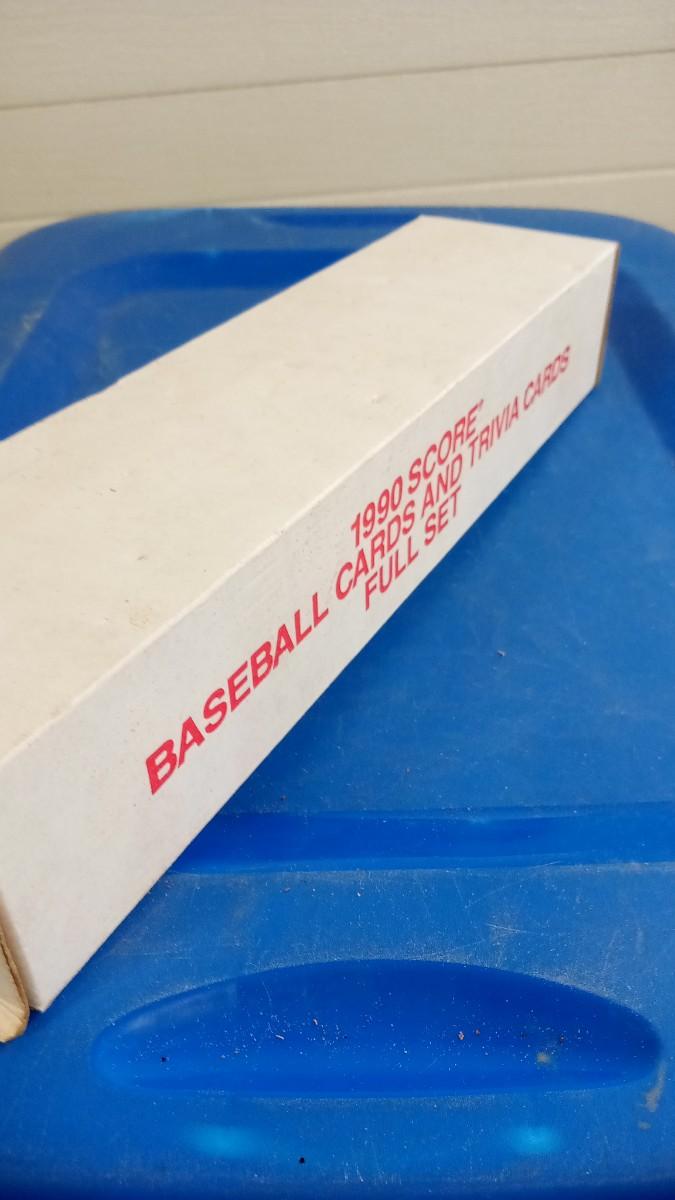 1990 SCORE®
BASEBALL CARDS AND TRIVIA CARDS
FULL SET